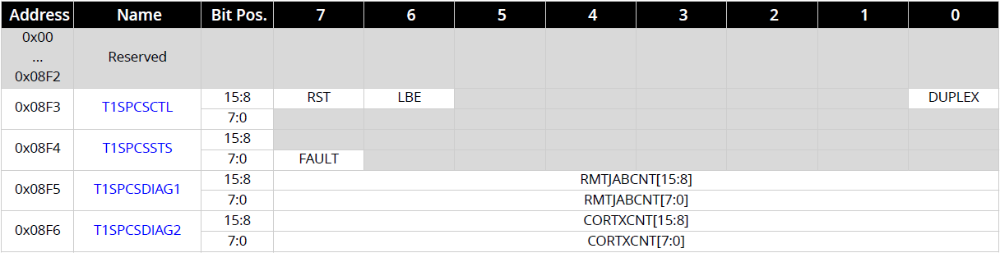 Address Name Bit Pos. 7 6 5 4 3 2 1 0
0x00
...
0x08F2
Reserved
0x08F3 T1SPCSCTL 15:8 RST LBE DUPLEX
7:0
0x08F4 T1SPCSSTS 15:8
7:0 FAULT
0x08F5 T1SPCSDIAG1 15:8 RMTJABCNT[15:8]
7:0 RMTJABCNT[7:0]
0x08F6 T1SPCSDIAG2 15:8 CORTXCNT[15:8]
7:0 CORTXCNT[7:0]